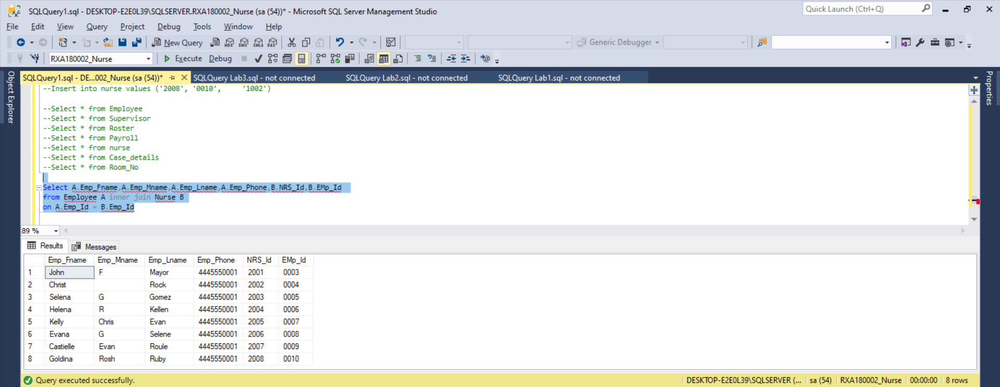 SQLQuery1.sql - DESKTOP-E2E0L39\SQLSERVER.RXA180002_Nurse (sa (54))* - Microsoft SQL Server Management Studio
Quick Launch (Ctrl+Q)
File Edit View Query Project Debug Tools Window Help
New Query MDX DMX XMLA DAX Generic Debugger
RXA180002_Nurse Execute Debug
SQLQuery1.sql - DE...002_Nurse (sa (54))* SQLQuery Lab3.sql - not connected SQLQuery Lab2.sql - not connected SQLQuery Lab1.sql - not connected
Object Explorer
Properties
--Insert into nurse values ('2008', '0010', '1002')
--Select * from Employee
--Select * from Supervisor
--Select * from Roster
--Select * from Payroll
--Select * from nurse
--Select * from Case_details
--Select * from Room_No
Select A.Emp_Fname,A.Emp_Mname,A.Emp_Lname,A.Emp_Phone,B.NRS_Id,B.EMp_Id
from Employee A inner join Nurse B
on A.Emp_Id = B.Emp_Id
89 %
Results Messages
Emp_Fname Emp_Mname Emp_Lname Emp_Phone NRS_Id EMp_Id
1 John F Mayor 4445550001 2001 0003
2 Christ Rock 4445550001 2002 0004
3 Selena G Gomez 4445550001 2003 0005
4 Helena R Kellen 4445550001 2004 0006
5 Kelly Chris Evan 4445550001 2005 0007
6 Evana G Selene 4445550001 2006 0008
7 Castielle Evan Roule 4445550001 2007 0009
8 Goldina Rosh Ruby 4445550001 2008 0010
Query executed successfully. DESKTOP-E2E0L39\SQLSERVER (... sa (54) RXA180002_Nurse 00:00:00 8 rows